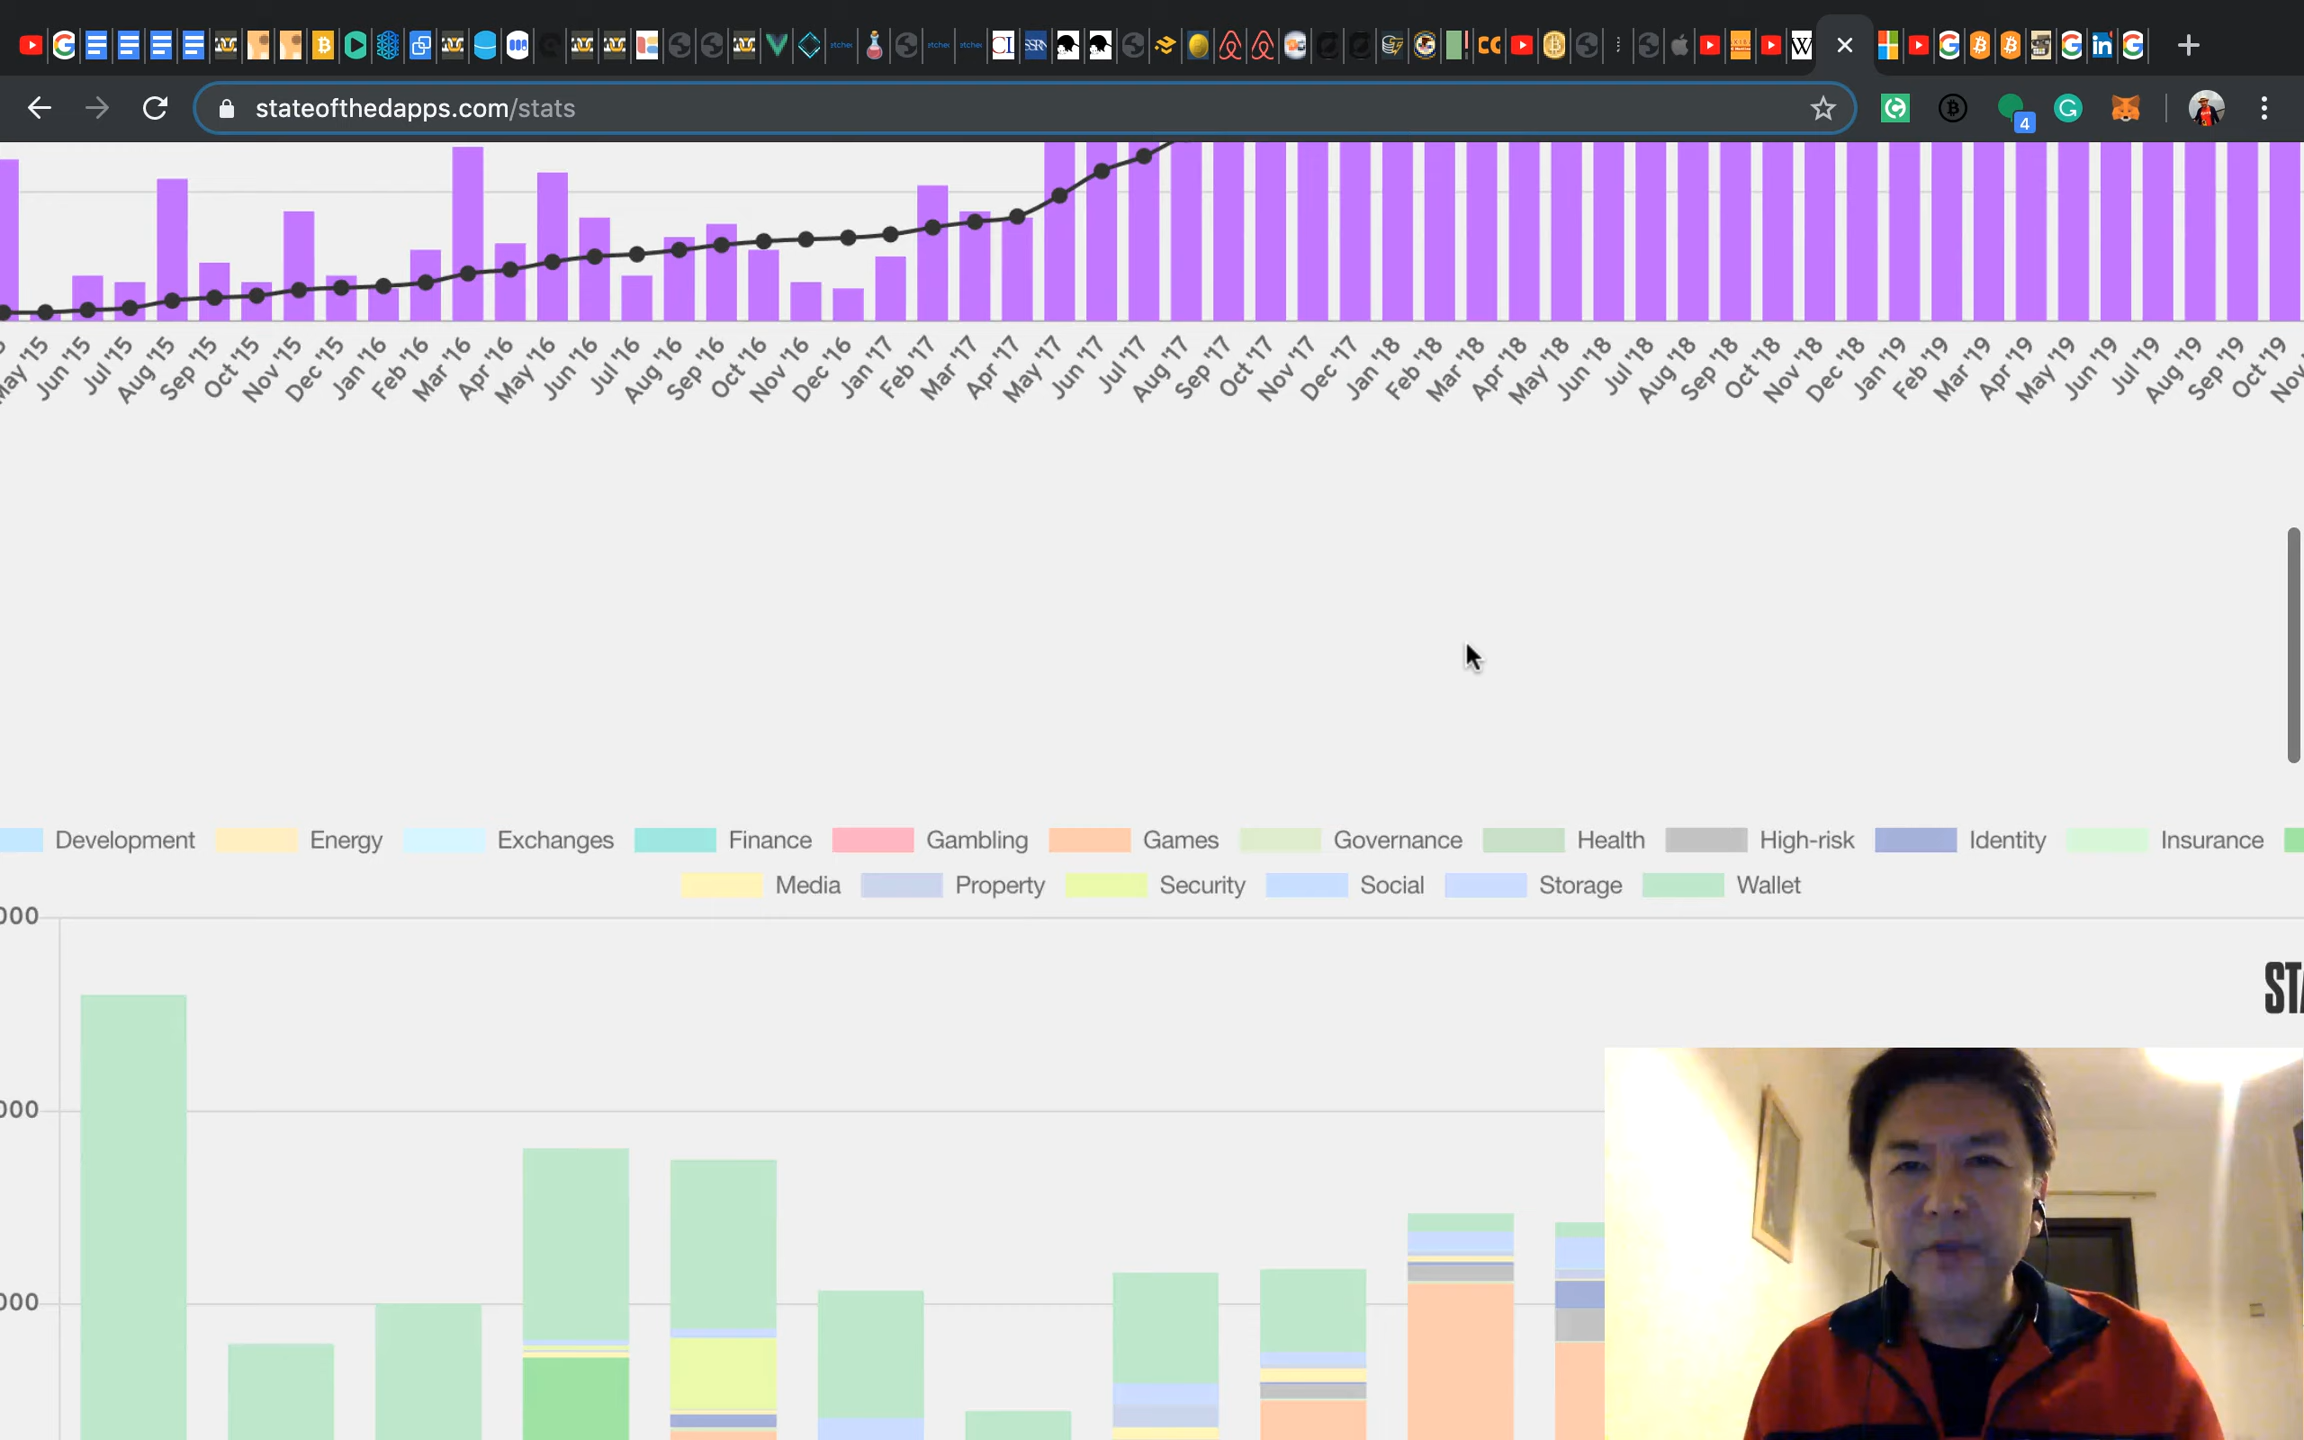 stateofthedapps.com/stats
4
May '15 Jun '15 Jul '15 Aug '15 Sep '15 Oct '15 Nov '15 Dec '15 Jan '16 Feb '16 Mar '16 Apr '16 May '16 Jun '16 Jul '16 Aug '16 Sep '16 Oct '16 Nov '16 Dec '16 Jan '17 Feb '17 Mar '17 Apr '17 May '17 Jun '17 Jul '17 Aug '17 Sep '17 Oct '17 Nov '17 Dec '17 Jan '18 Feb '18 Mar '18 Apr '18 May '18 Jun '18 Jul '18 Aug '18 Sep '18 Oct '18 Nov '18 Dec '18 Jan '19 Feb '19 Mar '19 Apr '19 May '19 Jun '19 Jul '19 Aug '19 Sep '19 Oct '19 Nov
Development Energy Exchanges Finance Gambling Games Governance Health High-risk Identity Insurance
Media Property Security Social Storage Wallet
000
STA
000
000